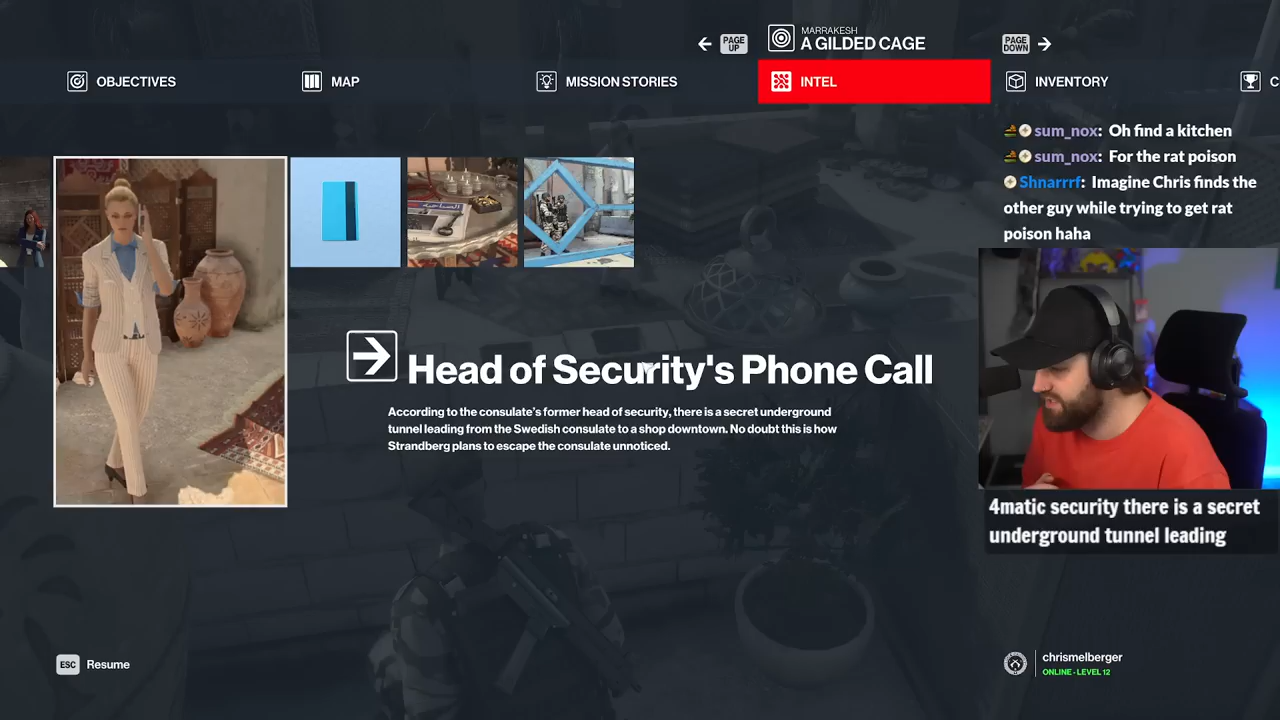 MARRAKESH
PAGE UP
A GILDED CAGE
PAGE DOWN
OBJECTIVES
MAP
MISSION STORIES
INTEL
INVENTORY
C
sum_nox: Oh find a kitchen
sum_nox: For the rat poison
Shnarrrf: Imagine Chris finds the
other guy while trying to get rat
poison haha
Head of Security's Phone Call
According to the consulate's former head of security, there is a secret underground
tunnel leading from the Swedish consulate to a shop downtown. No doubt this is how
Strandberg plans to escape the consulate unnoticed.
4matic security there is a secret
underground tunnel leading
ESC Resume
chrismelberger
ONLINE - LEVEL 12